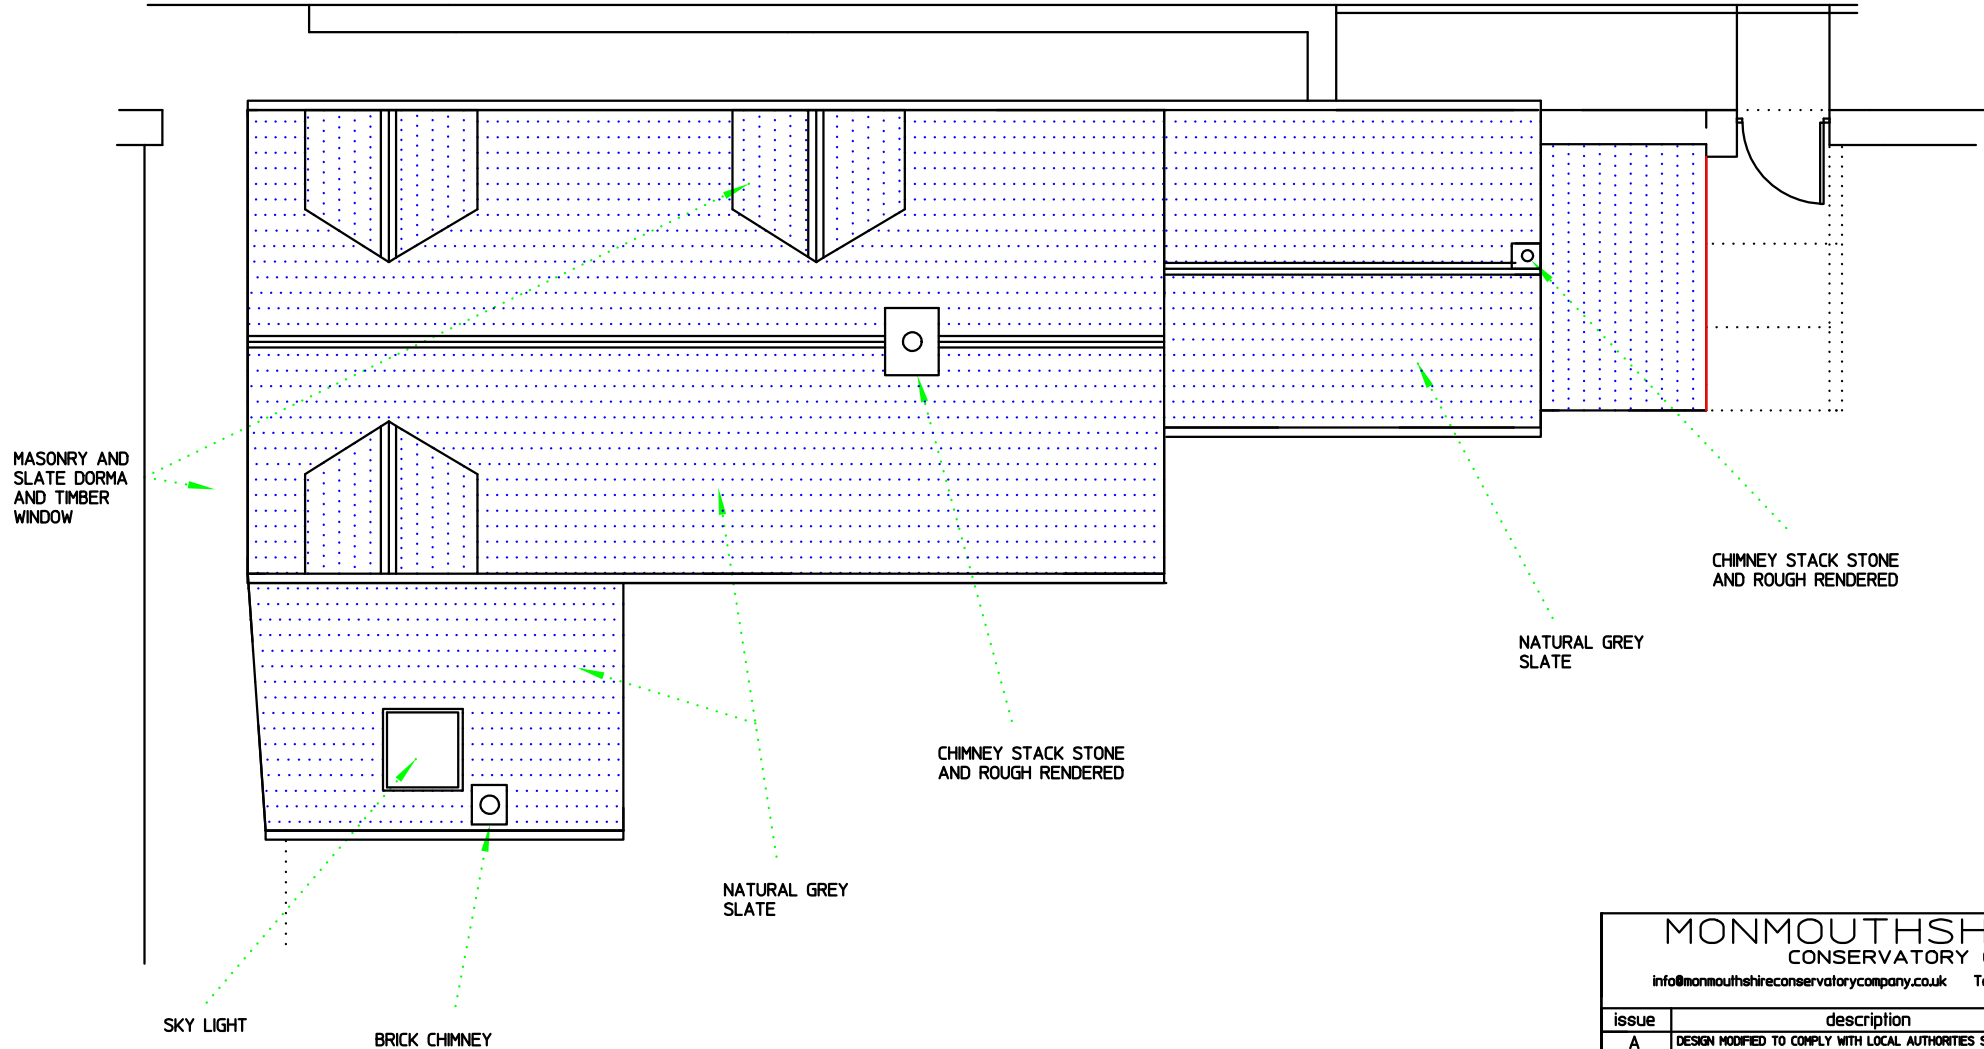 MASONRY AND
SLATE DORMA
AND TIMBER
WINDOW
CHIMNEY STACK STONE
AND ROUGH RENDERED
NATURAL GREY
SLATE
CHIMNEY STACK STONE
AND ROUGH RENDERED
NATURAL GREY
SLATE
SKY LIGHT
BRICK CHIMNEY
MONMOUTHSH
CONSERVATORY
info@monmouthshireconservatorycompany.co.uk
issue description
A DESIGN MODIFIED TO COMPLY WITH LOCAL AUTHORITIES S